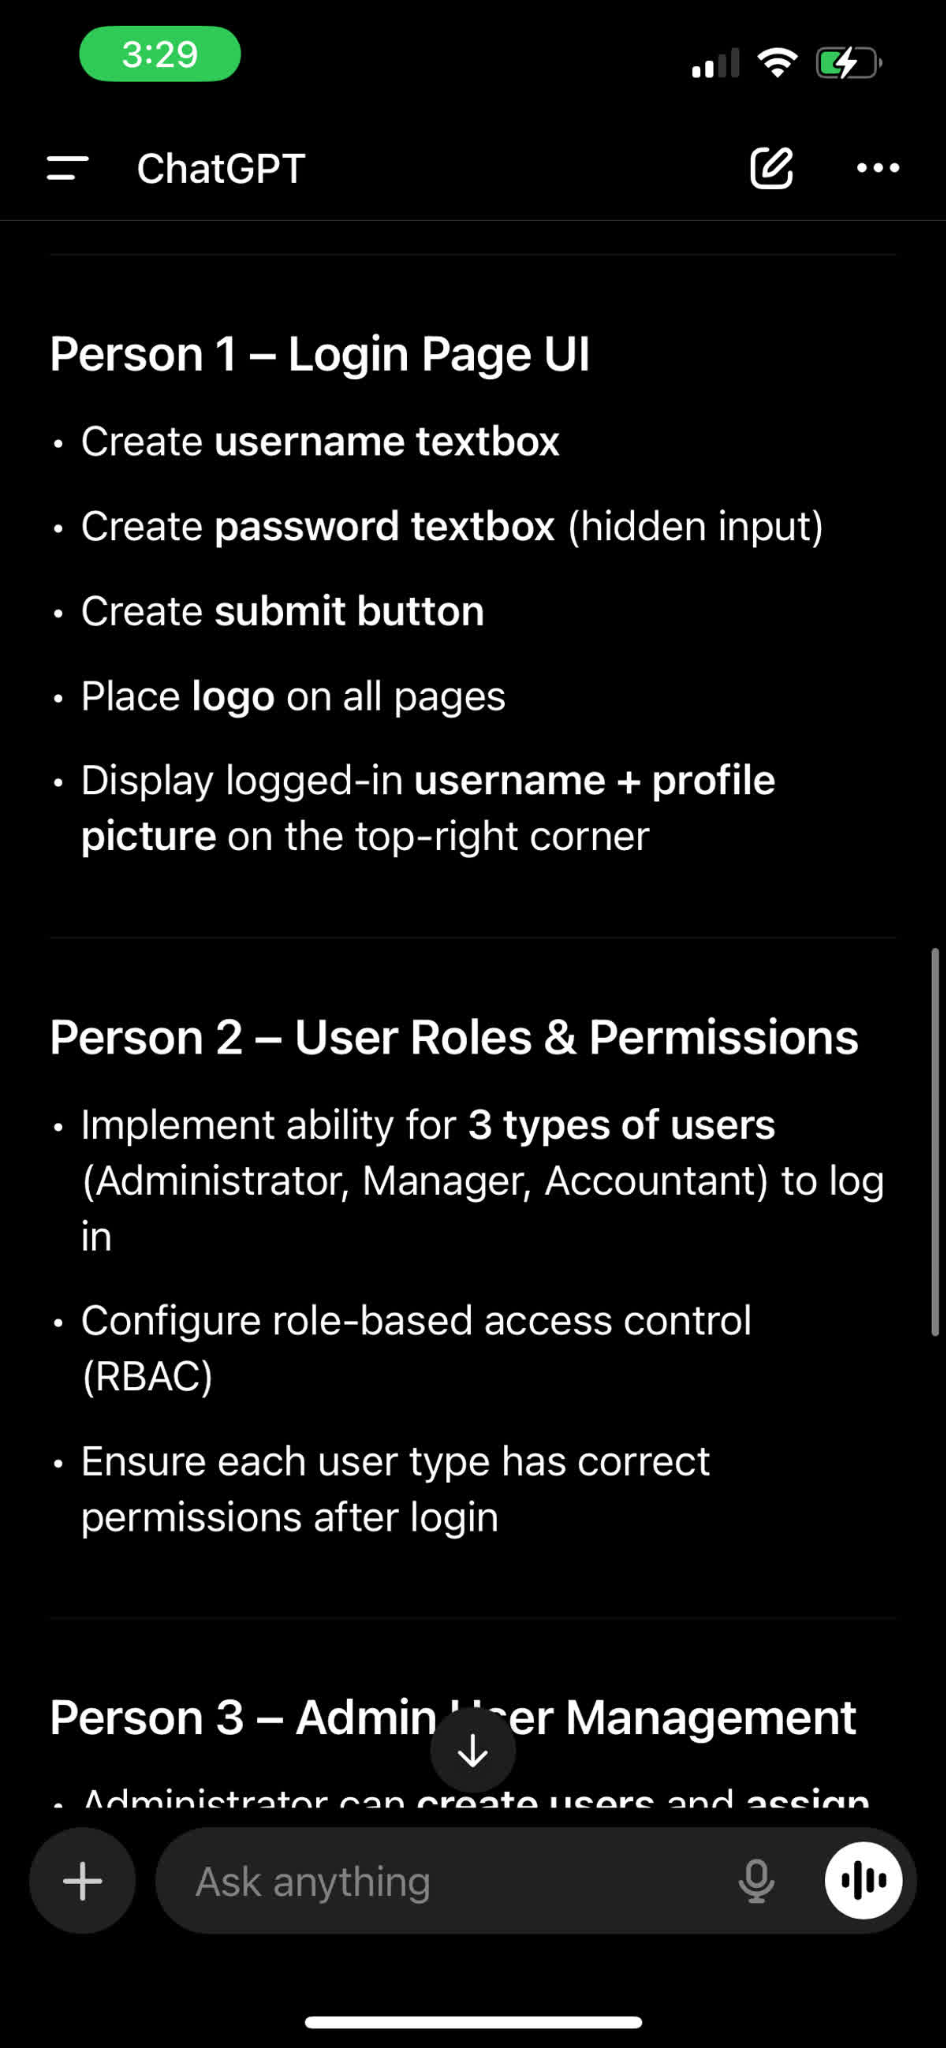 3:29
ChatGPT
Person 1 – Login Page UI
• Create username textbox
• Create password textbox (hidden input)
• Create submit button
• Place logo on all pages
• Display logged-in username + profile
picture on the top-right corner
Person 2 – User Roles & Permissions
• Implement ability for 3 types of users
(Administrator, Manager, Accountant) to log
in
• Configure role-based access control
(RBAC)
• Ensure each user type has correct
permissions after login
Person 3 – Admin User Management
• Administrator can create users and assign
Ask anything